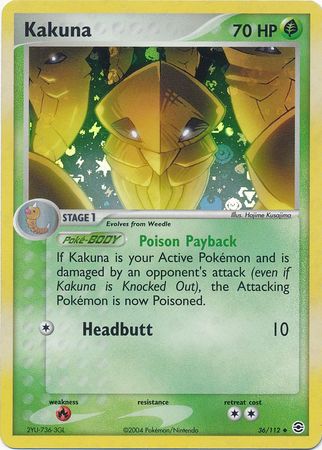 Kakuna 70 HP
Illus. Hajime Kusajima
STAGE 1
Evolves from Weedle
Poké-BODY Poison Payback
If Kakuna is your Active Pokémon and is
damaged by an opponent's attack (even if
Kakuna is Knocked Out), the Attacking
Pokémon is now Poisoned.
Headbutt 10
weakness resistance retreat cost
2YU-736-3GL ©2004 Pokémon/Nintendo 36/112 ◆